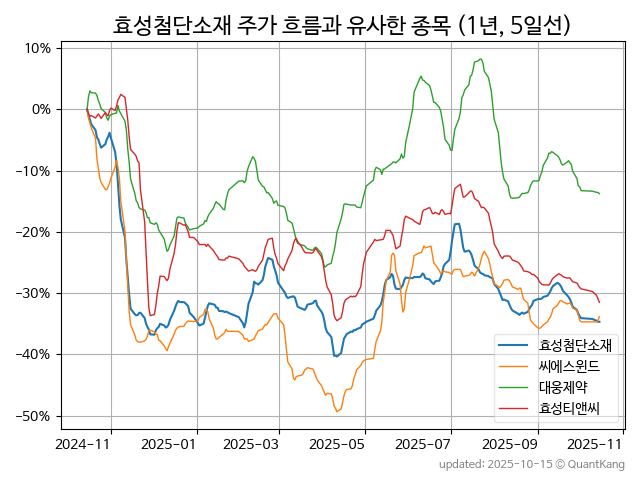 효성첨단소재 주가 흐름과 유사한 종목 (1년, 5일선)
10%
0%
−10%
−20%
−30%
−40%
−50%
효성첨단소재
씨에스윈드
대웅제약
효성티앤씨
2024-11
2025-01
2025-03
2025-05
2025-07
2025-09
2025-11
updated: 2025-10-15 ⓒ QuantKang